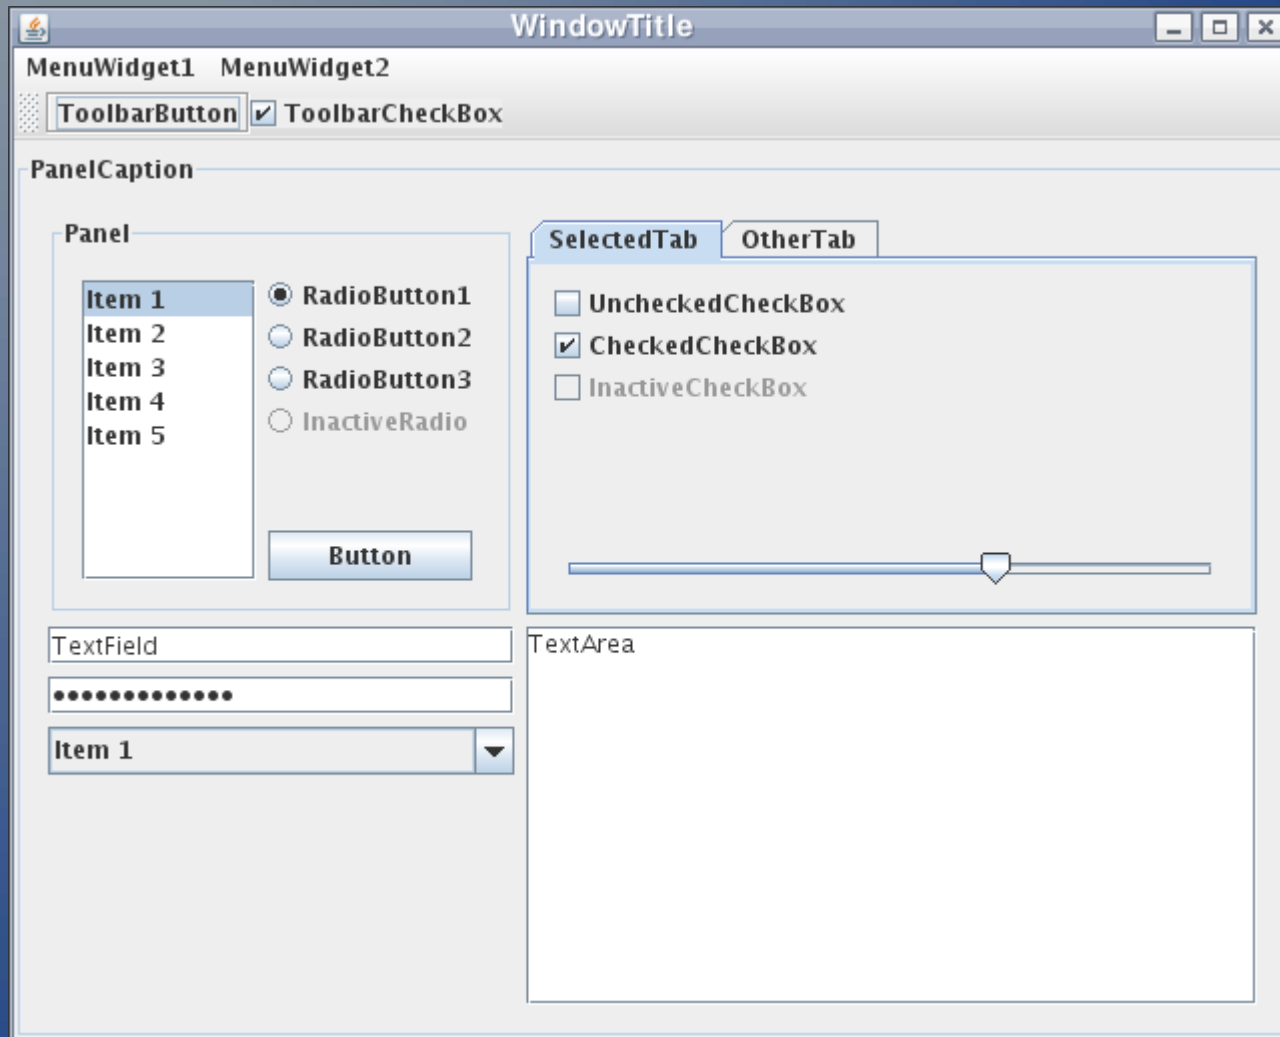 WindowTitle
MenuWidget1 MenuWidget2
ToolbarButton ToolbarCheckBox
PanelCaption
Panel
Item 1
Item 2
Item 3
Item 4
Item 5
RadioButton1
RadioButton2
RadioButton3
InactiveRadio
Button
SelectedTab OtherTab
UncheckedCheckBox
CheckedCheckBox
InactiveCheckBox
TextField
•••••••••••••
Item 1
TextArea